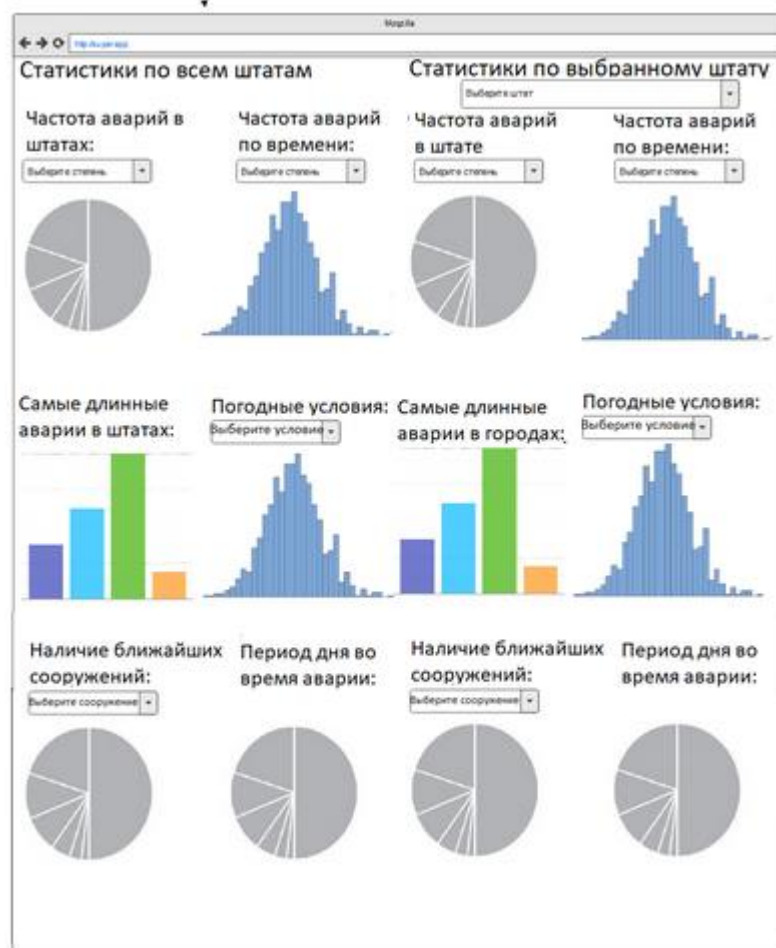 Mozilla
Статистики по всем штатам
Статистики по выбранному штату
Выберите штат
Частота аварий в
штатах:
Выберите степень
Частота аварий
по времени:
Выберите степень
Частота аварий
в штате
Выберите степень
Частота аварий
по времени:
Выберите степень
Самые длинные
аварии в штатах:
Погодные условия:
Выберите условие
Самые длинные
аварии в городах:
Погодные условия:
Выберите условие
Наличие ближайших
сооружений:
Выберите сооружение
Период дня во
время аварии:
Наличие ближайших
сооружений:
Выберите сооружение
Период дня во
время аварии: